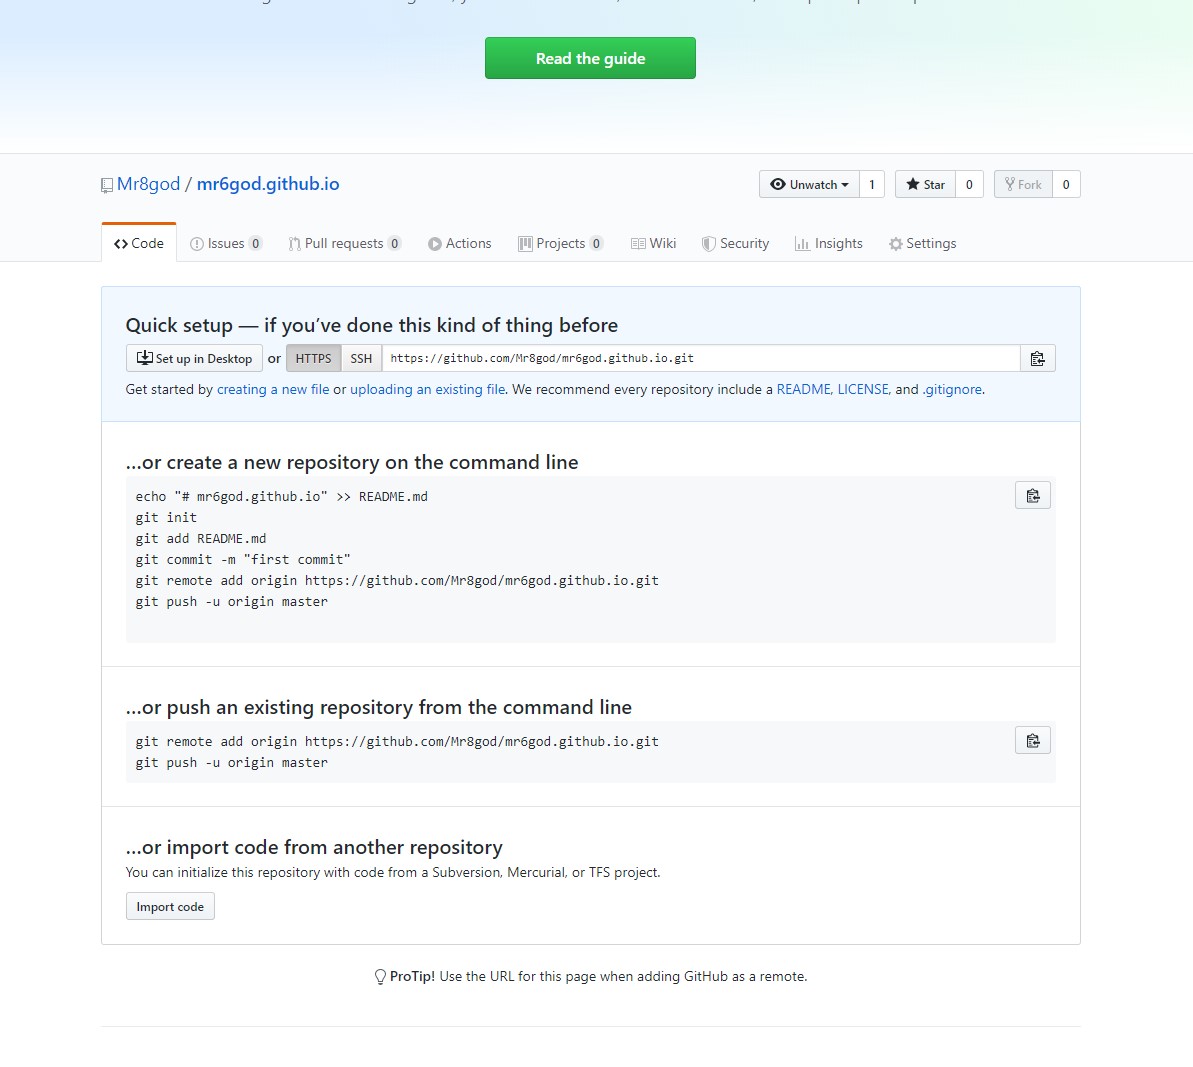 Read the guide
Mr8god / mr6god.github.io
Unwatch 1 Star 0 Fork 0
Code Issues 0 Pull requests 0 Actions Projects 0 Wiki Security Insights Settings
Quick setup — if you’ve done this kind of thing before
Set up in Desktop or HTTPS SSH https://github.com/Mr8god/mr6god.github.io.git
Get started by creating a new file or uploading an existing file. We recommend every repository include a README, LICENSE, and .gitignore.
…or create a new repository on the command line
echo "# mr6god.github.io" >> README.md
git init
git add README.md
git commit -m "first commit"
git remote add origin https://github.com/Mr8god/mr6god.github.io.git
git push -u origin master
…or push an existing repository from the command line
git remote add origin https://github.com/Mr8god/mr6god.github.io.git
git push -u origin master
…or import code from another repository
You can initialize this repository with code from a Subversion, Mercurial, or TFS project.
Import code
ProTip! Use the URL for this page when adding GitHub as a remote.